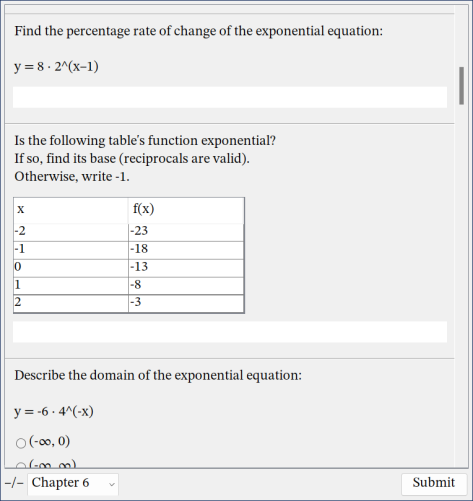 Find the percentage rate of change of the exponential equation:
y = 8 · 2^(x−1)
Is the following table's function exponential?
If so, find its base (reciprocals are valid).
Otherwise, write -1.
x f(x)
-2 -23
-1 -18
0 -13
1 -8
2 -3
Describe the domain of the exponential equation:
y = -6 · 4^(-x)
(-∞, 0)
(-∞, ∞)
-/- Chapter 6 Submit